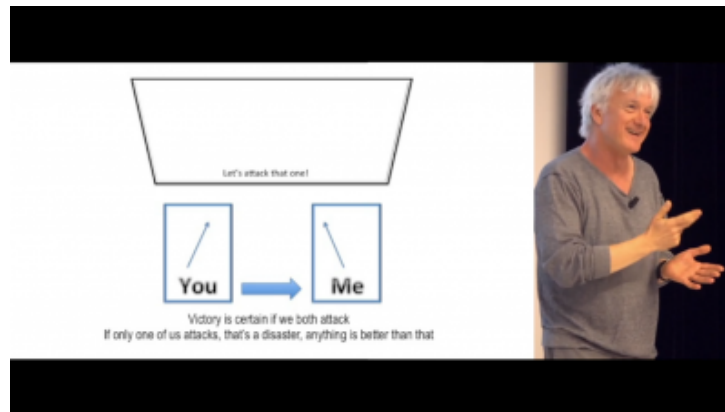 Let's attack that one!
You
Me
Victory is certain if we both attack
If only one of us attacks, that's a disaster, anything is better than that